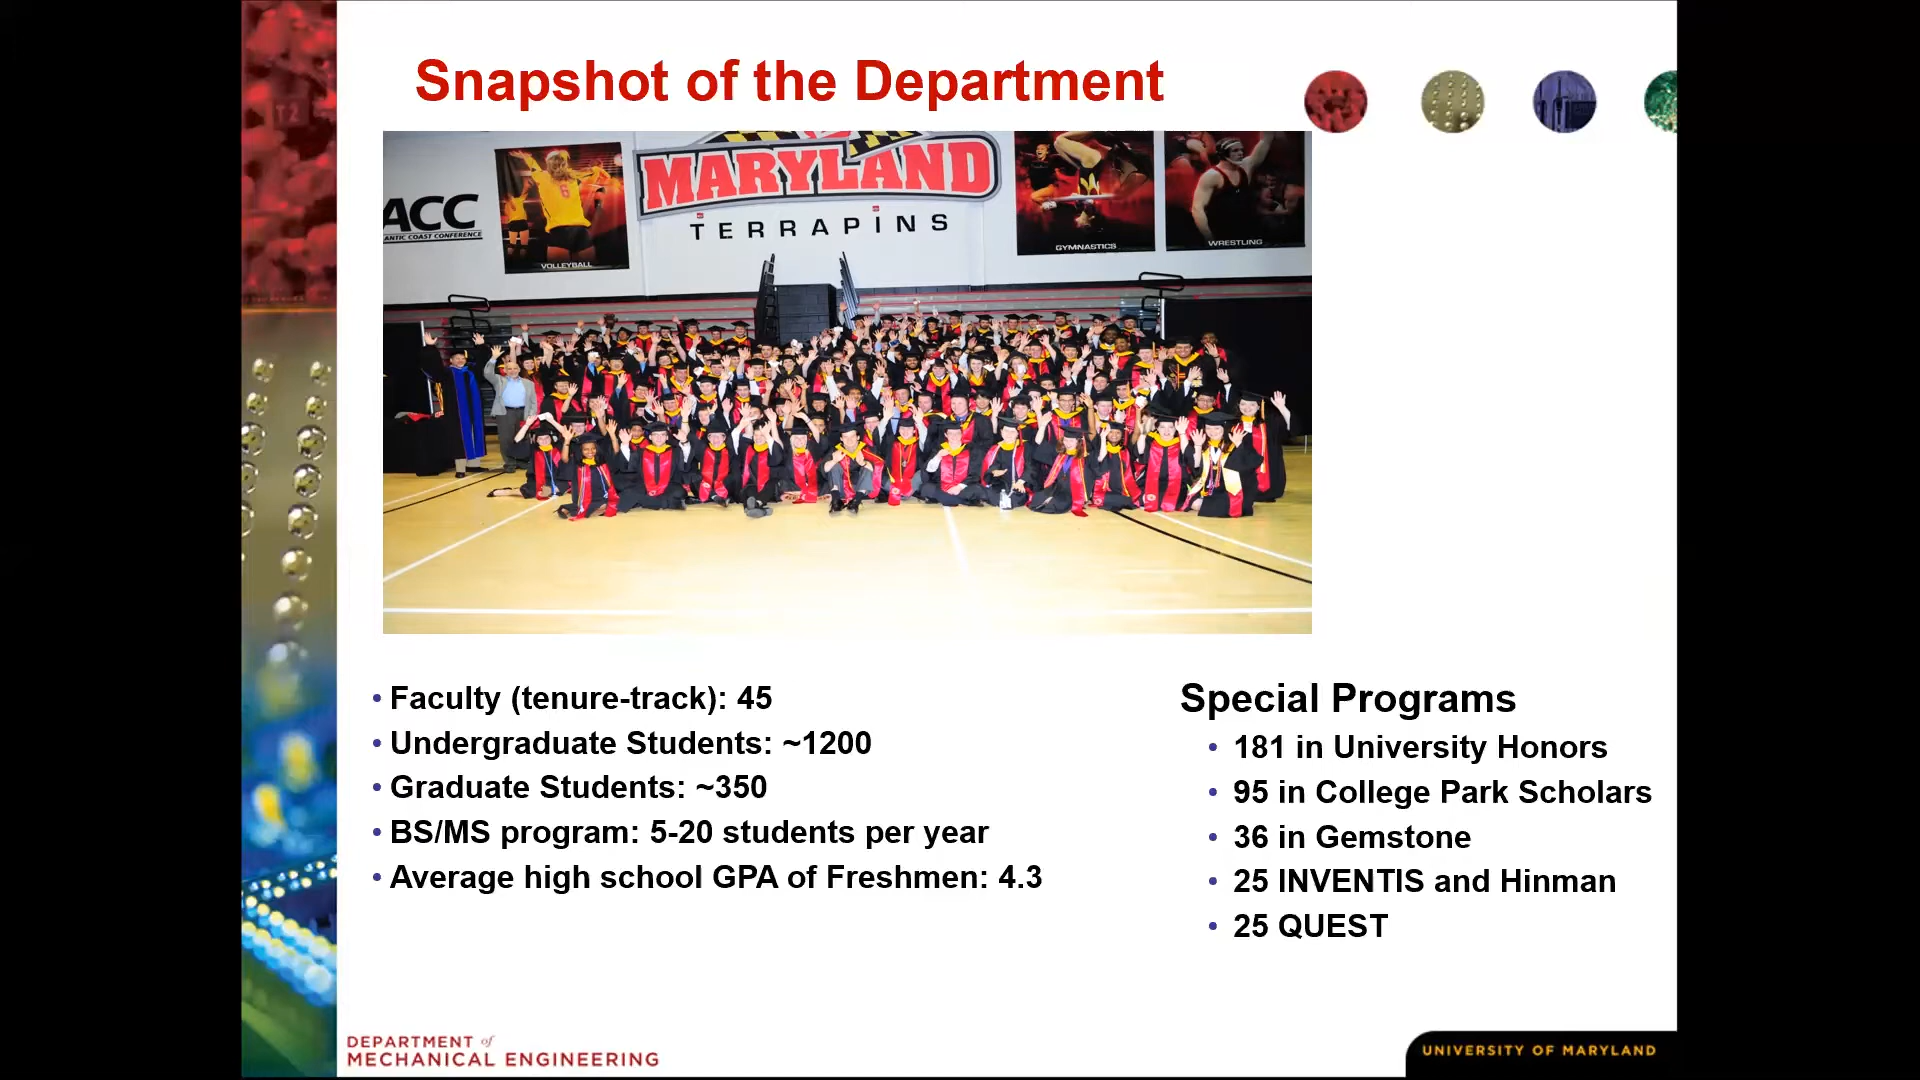 Snapshot of the Department
MARYLAND
TERRAPINS
ACC
ANTIC COAST CONFERENCE
VOLLEYBALL
GYMNASTICS
WRESTLING
• Faculty (tenure-track): 45
• Undergraduate Students: ~1200
• Graduate Students: ~350
• BS/MS program: 5-20 students per year
• Average high school GPA of Freshmen: 4.3
Special Programs
• 181 in University Honors
• 95 in College Park Scholars
• 36 in Gemstone
• 25 INVENTIS and Hinman
• 25 QUEST
DEPARTMENT of
MECHANICAL ENGINEERING
UNIVERSITY OF MARYLAND